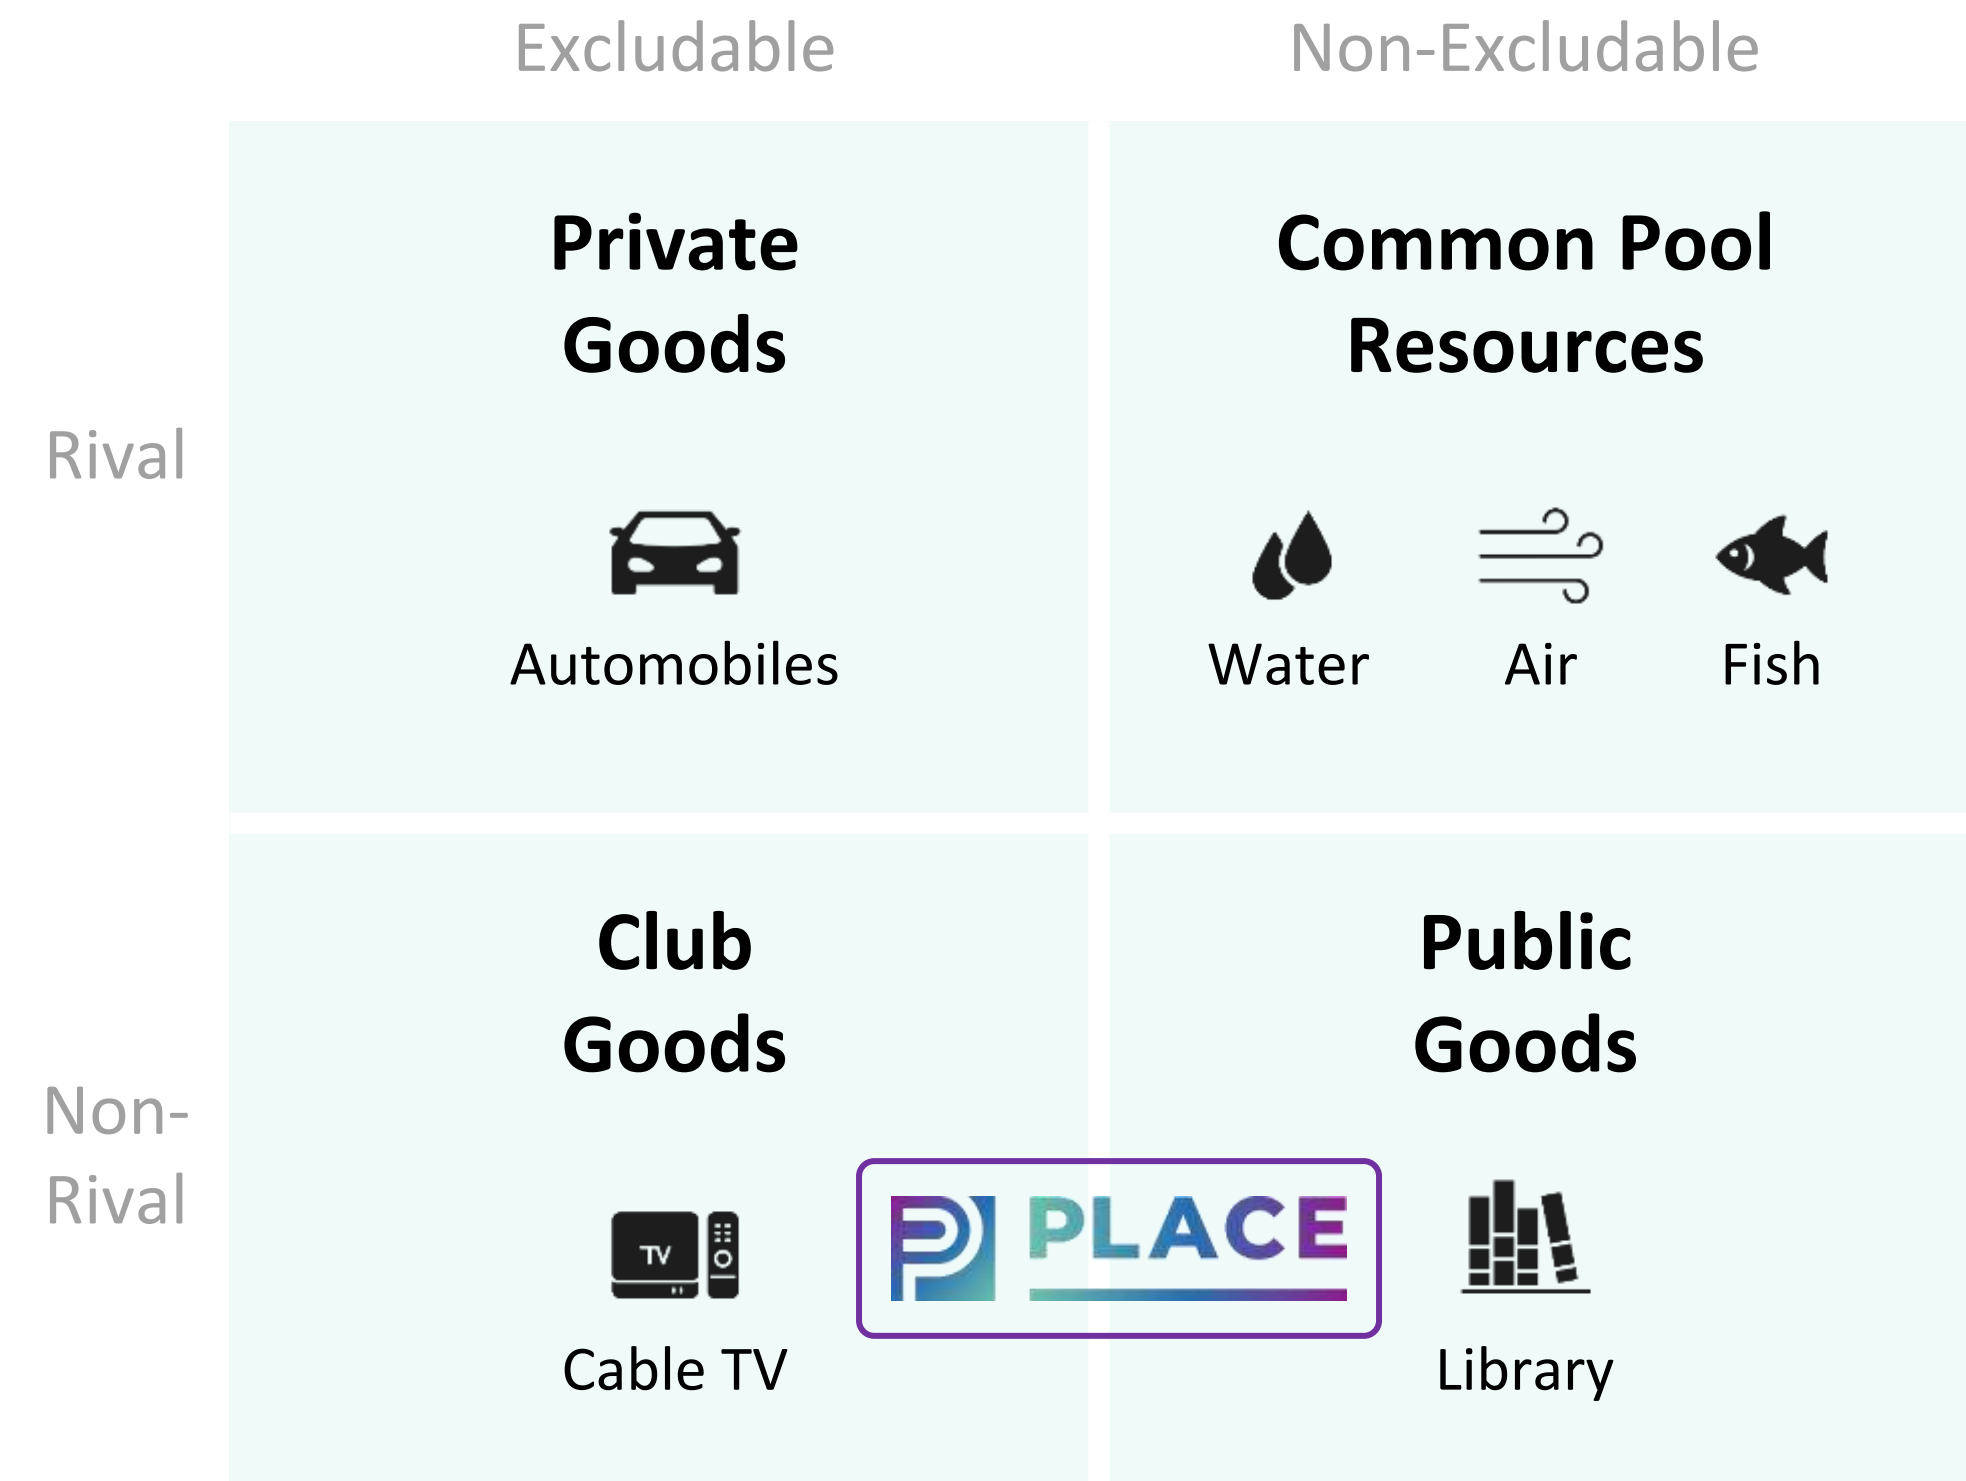 Excludable
Non-Excludable
Rival
Private
Goods
Automobiles
Common Pool
Resources
Water
Air
Fish
Non-
Rival
Club
Goods
TV
Cable TV
PLACE
Public
Goods
Library